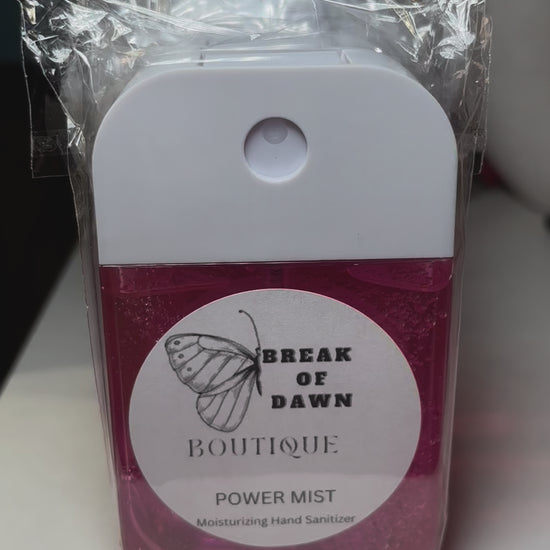 BREAK
OF
DAWN
BOUTIQUE
POWER MIST
Moisturizing Hand Sanitizer